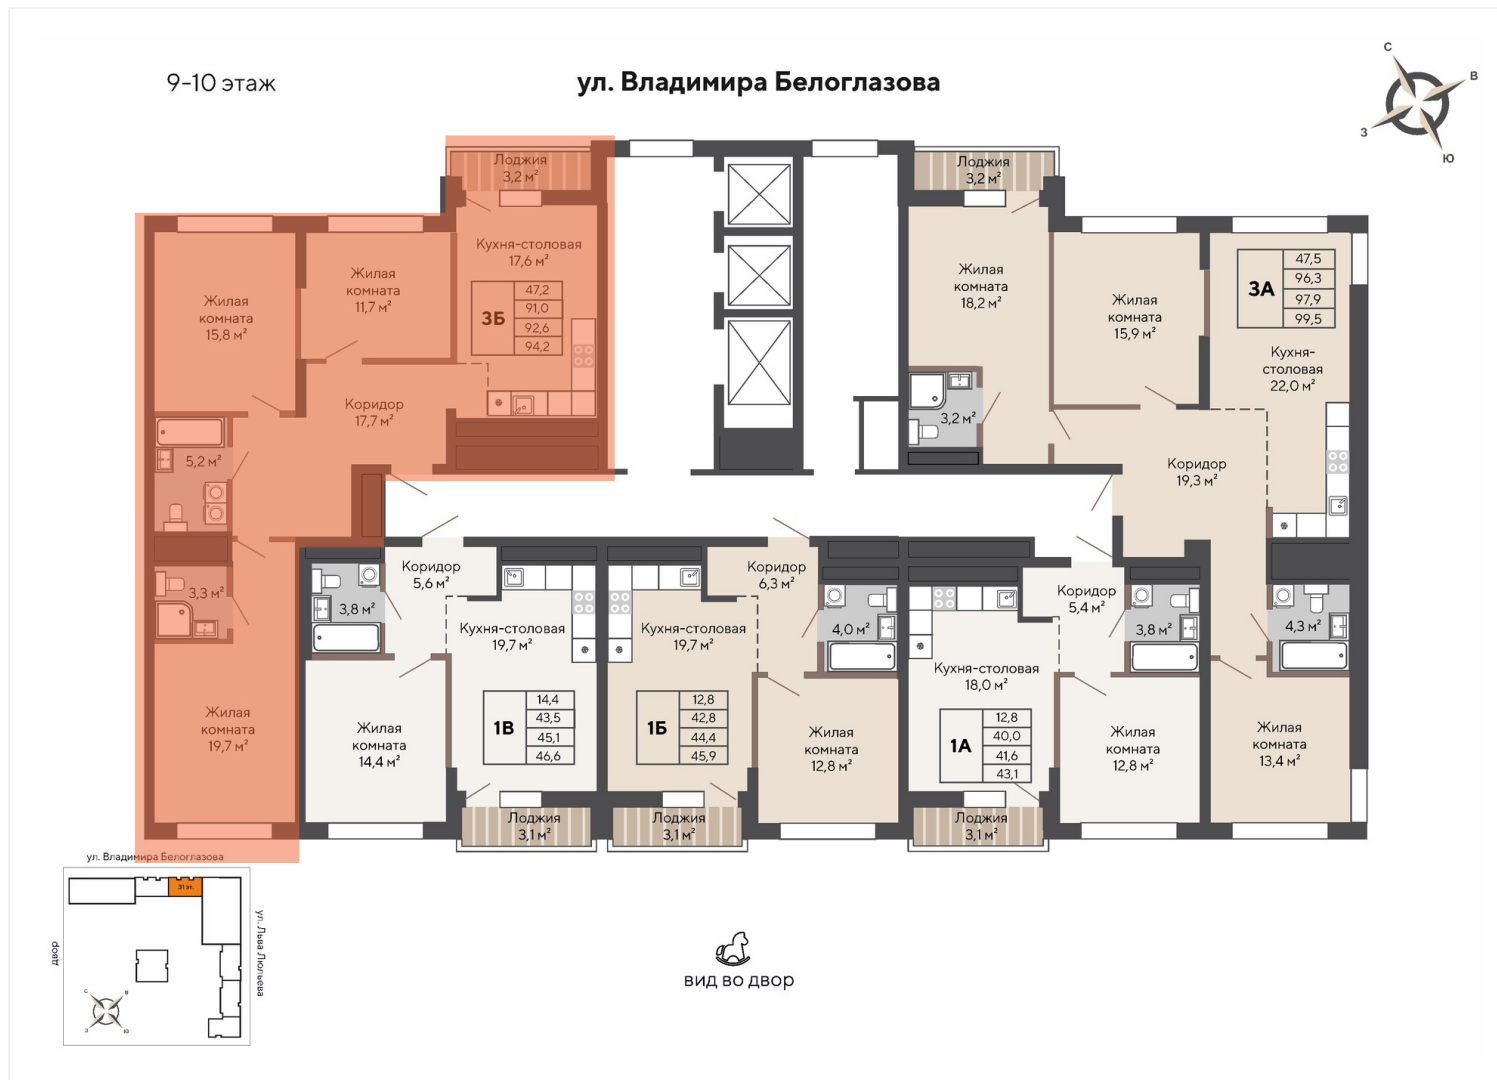 9-10 этаж
ул. Владимира Белоглазова
С
В
З
Ю
Лоджия
3,2 м²
Кухня-столовая
17,6 м²
3Б
47,2
91,0
92,6
94,2
Жилая
комната
11,7 м²
Жилая
комната
15,8 м²
Коридор
17,7 м²
5,2 м²
3,3 м²
Жилая
комната
19,7 м²
Лоджия
3,2 м²
Жилая
комната
18,2 м²
Жилая
комната
15,9 м²
3А
47,5
96,3
97,9
99,5
Кухня-
столовая
22,0 м²
3,2 м²
Коридор
19,3 м²
4,3 м²
Жилая
комната
13,4 м²
Коридор
5,6 м²
3,8 м²
Кухня-столовая
19,7 м²
1В
14,4
43,5
45,1
46,6
Жилая
комната
14,4 м²
Лоджия
3,1 м²
Коридор
6,3 м²
4,0 м²
Кухня-столовая
19,7 м²
1Б
12,8
42,8
44,4
45,9
Жилая
комната
12,8 м²
Лоджия
3,1 м²
Коридор
5,4 м²
3,8 м²
Кухня-столовая
18,0 м²
1А
12,8
40,0
41,6
43,1
Жилая
комната
12,8 м²
Лоджия
3,1 м²
ул. Владимира Белоглазова
31 эт.
двор
ул. Льва Люльева
С
В
З
Ю
вид во двор